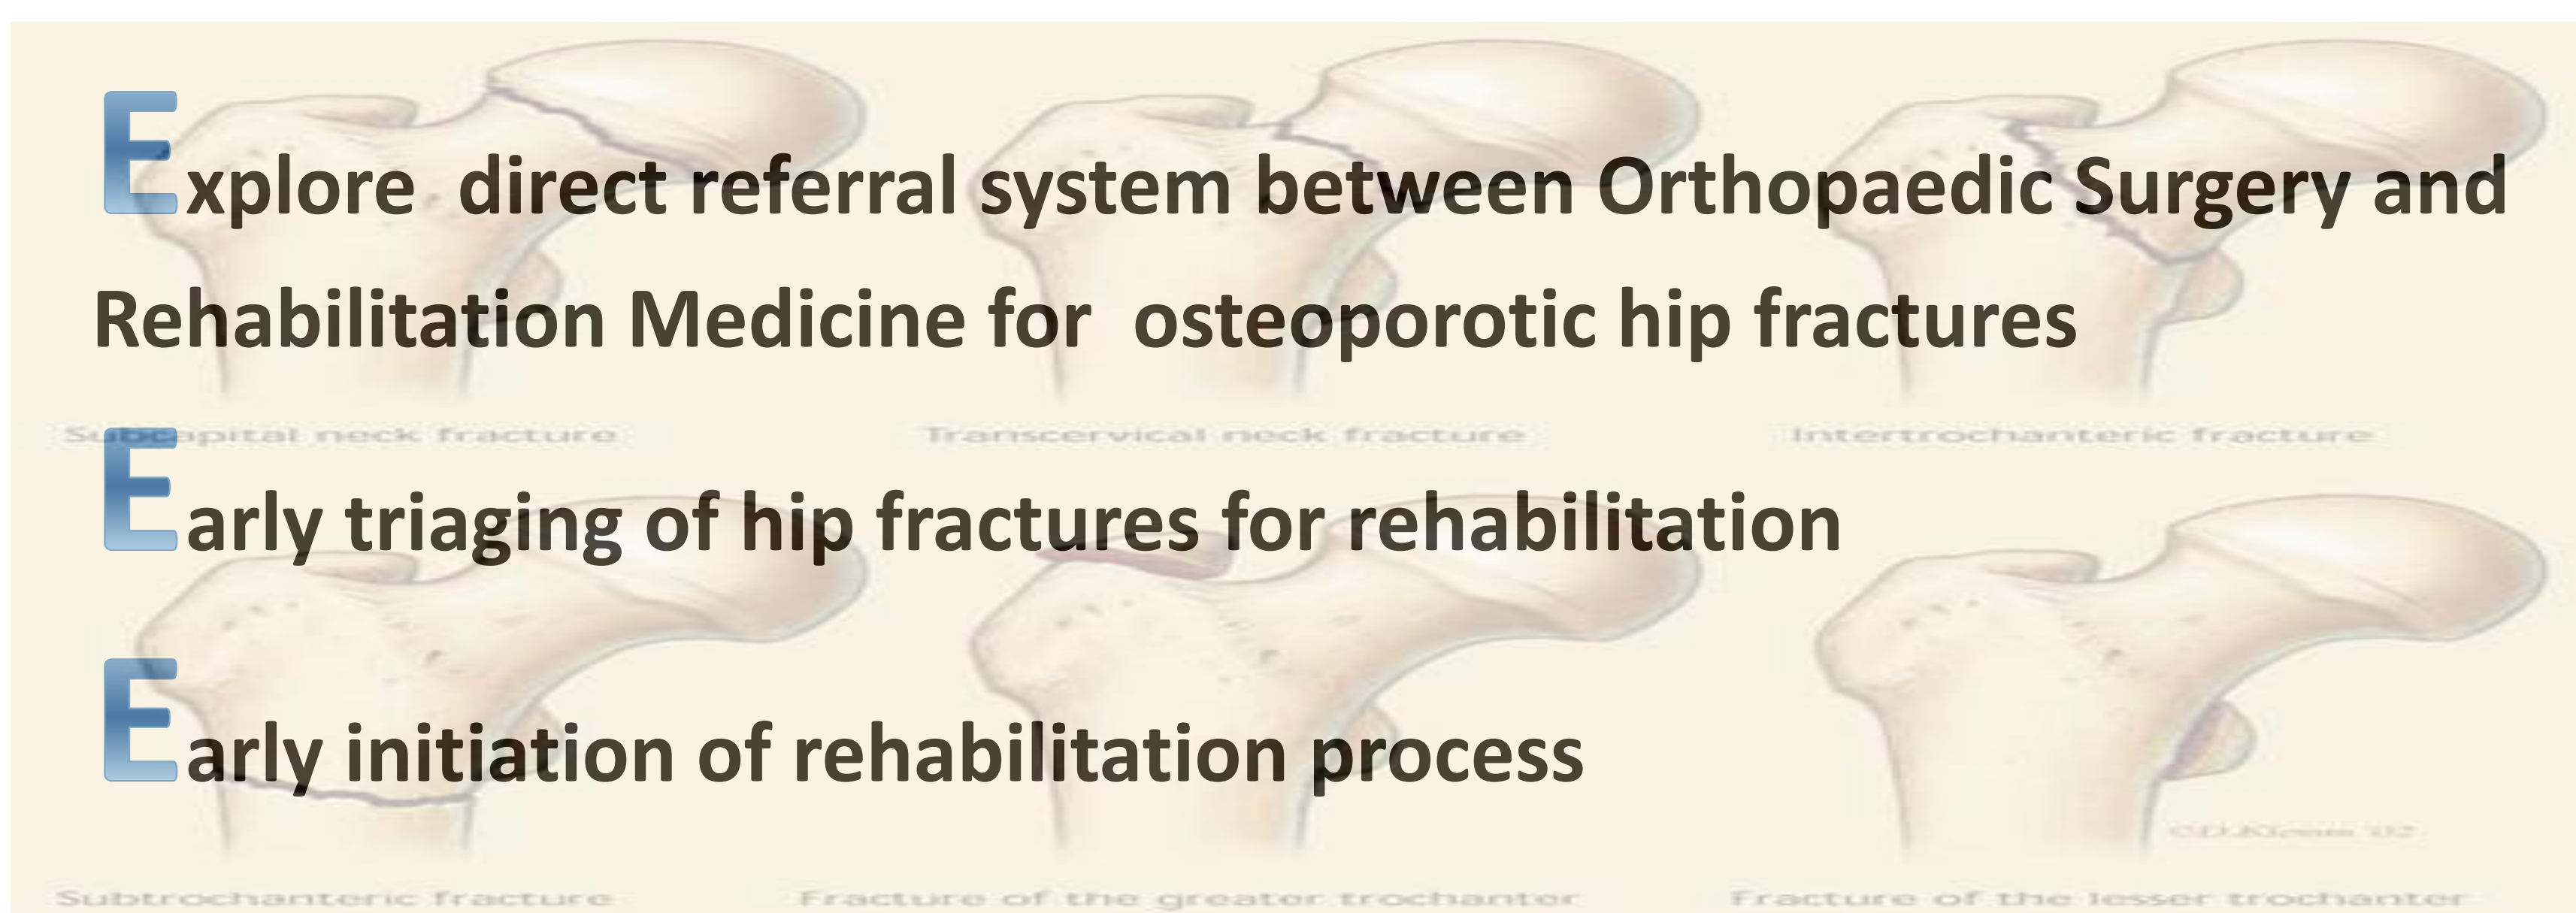 Explore direct referral system between Orthopaedic Surgery and
Rehabilitation Medicine for osteoporotic hip fractures
Subcapital neck fracture
Transcervical neck fracture
Intertrochanteric fracture
Early triaging of hip fractures for rehabilitation
Early initiation of rehabilitation process
Subtrochanteric fracture
Fracture of the greater trochanter
Fracture of the lesser trochanter